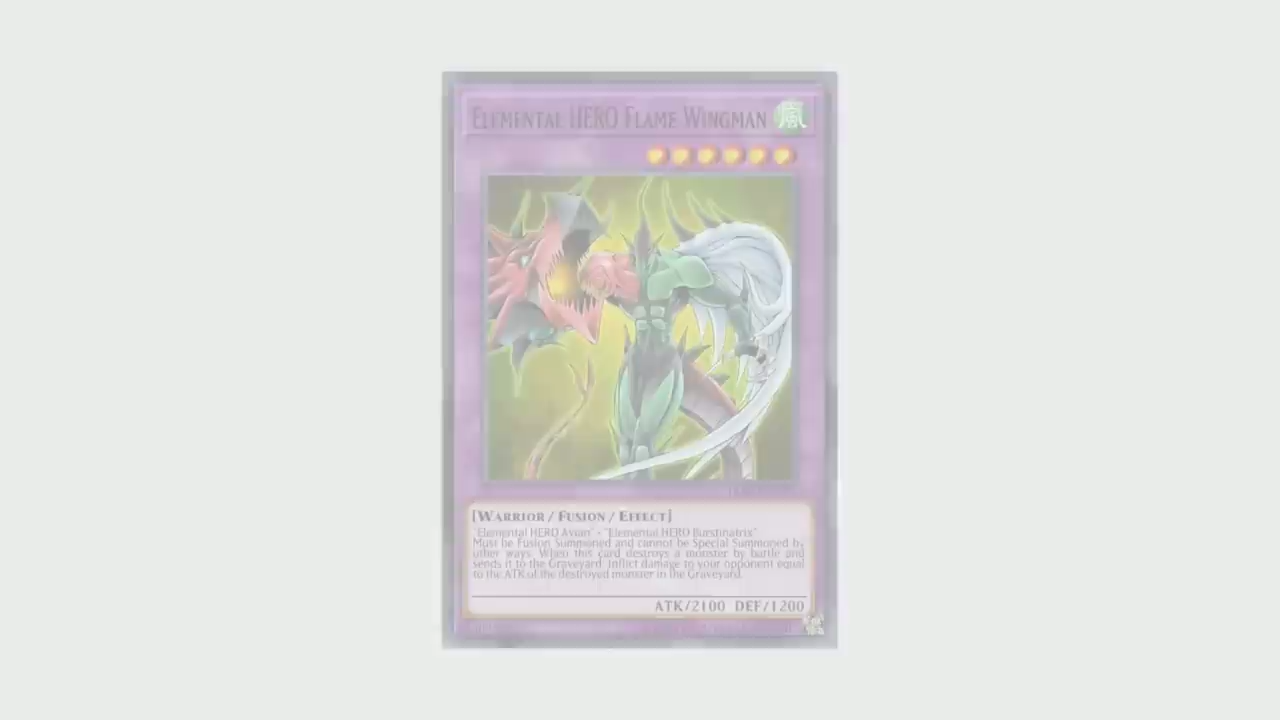 Elemental HERO Flame Wingman 風
[Warrior / Fusion / Effect]
"Elemental HERO Avian" + "Elemental HERO Burstinatrix"
Must be Fusion Summoned and cannot be Special Summoned by
other ways. When this card destroys a monster by battle and
sends it to the Graveyard: Inflict damage to your opponent equal
to the ATK of the destroyed monster in the Graveyard.
ATK/2100 DEF/1200